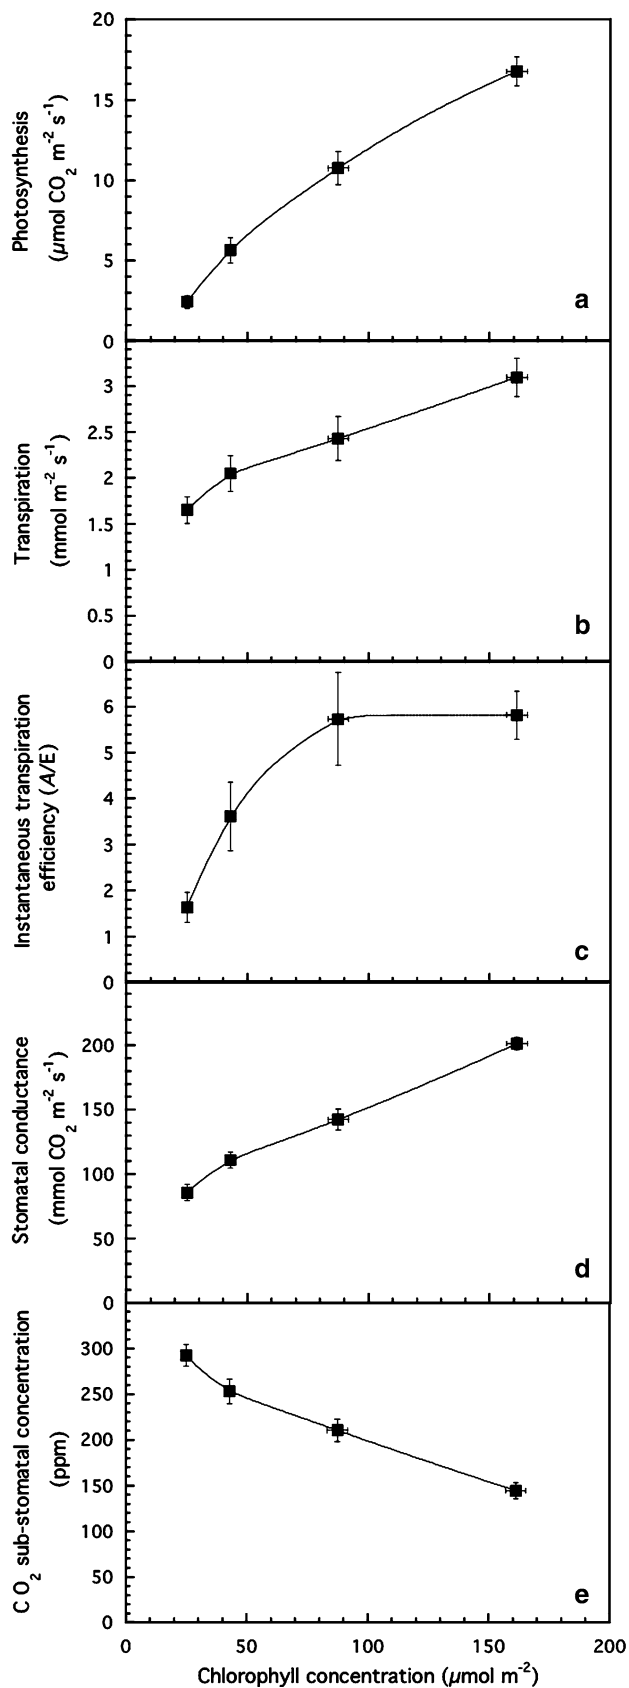 20
15
10
5
0
Photosynthesis
(µmol CO₂ m⁻² s⁻¹)
a
3
2.5
2
1.5
1
0.5
0
Transpiration
(mmol m⁻² s⁻¹)
b
6
5
4
3
2
1
0
Instantaneous transpiration
efficiency (A/E)
c
200
150
100
50
0
Stomatal conductance
(mmol CO₂ m⁻² s⁻¹)
d
300
250
200
150
100
50
0
CO₂ sub-stomatal concentration
(ppm)
e
0 50 100 150 200
Chlorophyll concentration (µmol m⁻²)